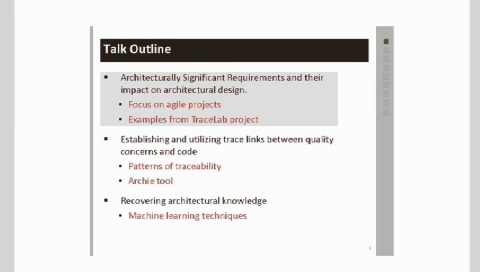 Talk Outline
▪ Architecturally Significant Requirements and their
impact on architectural design.
• Focus on agile projects
• Examples from TraceLab project
▪ Establishing and utilizing trace links between quality
concerns and code
• Patterns of traceability
• Archie tool
▪ Recovering architectural knowledge
• Machine learning techniques